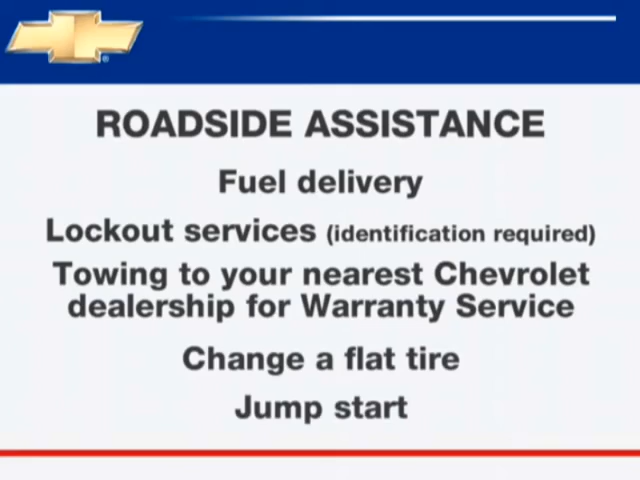 ROADSIDE ASSISTANCE
Fuel delivery
Lockout services (identification required)
Towing to your nearest Chevrolet
dealership for Warranty Service
Change a flat tire
Jump start